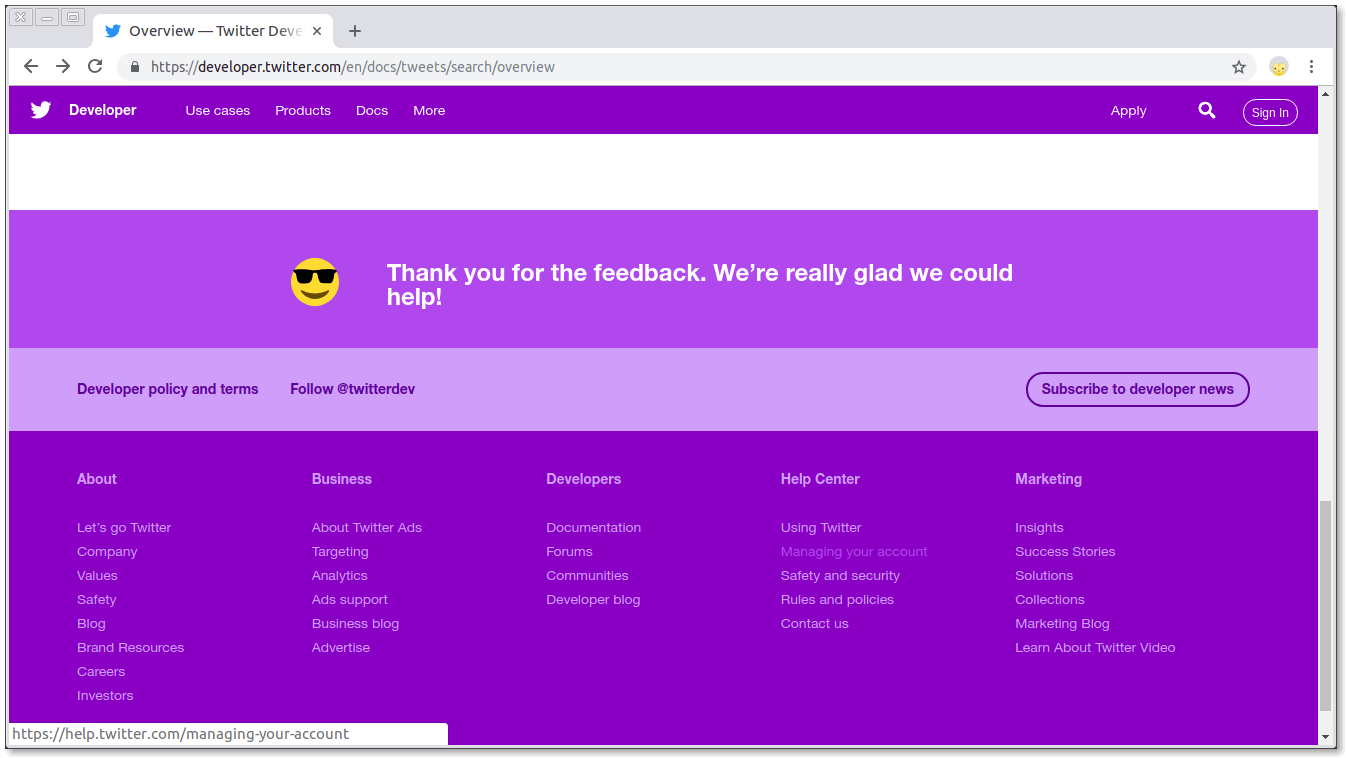 Overview — Twitter Deve
https://developer.twitter.com/en/docs/tweets/search/overview
Developer Use cases Products Docs More Apply Sign In
Thank you for the feedback. We’re really glad we could
help!
Developer policy and terms Follow @twitterdev Subscribe to developer news
About Business Developers Help Center Marketing
Let’s go Twitter About Twitter Ads Documentation Using Twitter Insights
Company Targeting Forums Managing your account Success Stories
Values Analytics Communities Safety and security Solutions
Safety Ads support Developer blog Rules and policies Collections
Blog Business blog Contact us Marketing Blog
Brand Resources Advertise Learn About Twitter Video
Careers
Investors
https://help.twitter.com/managing-your-account